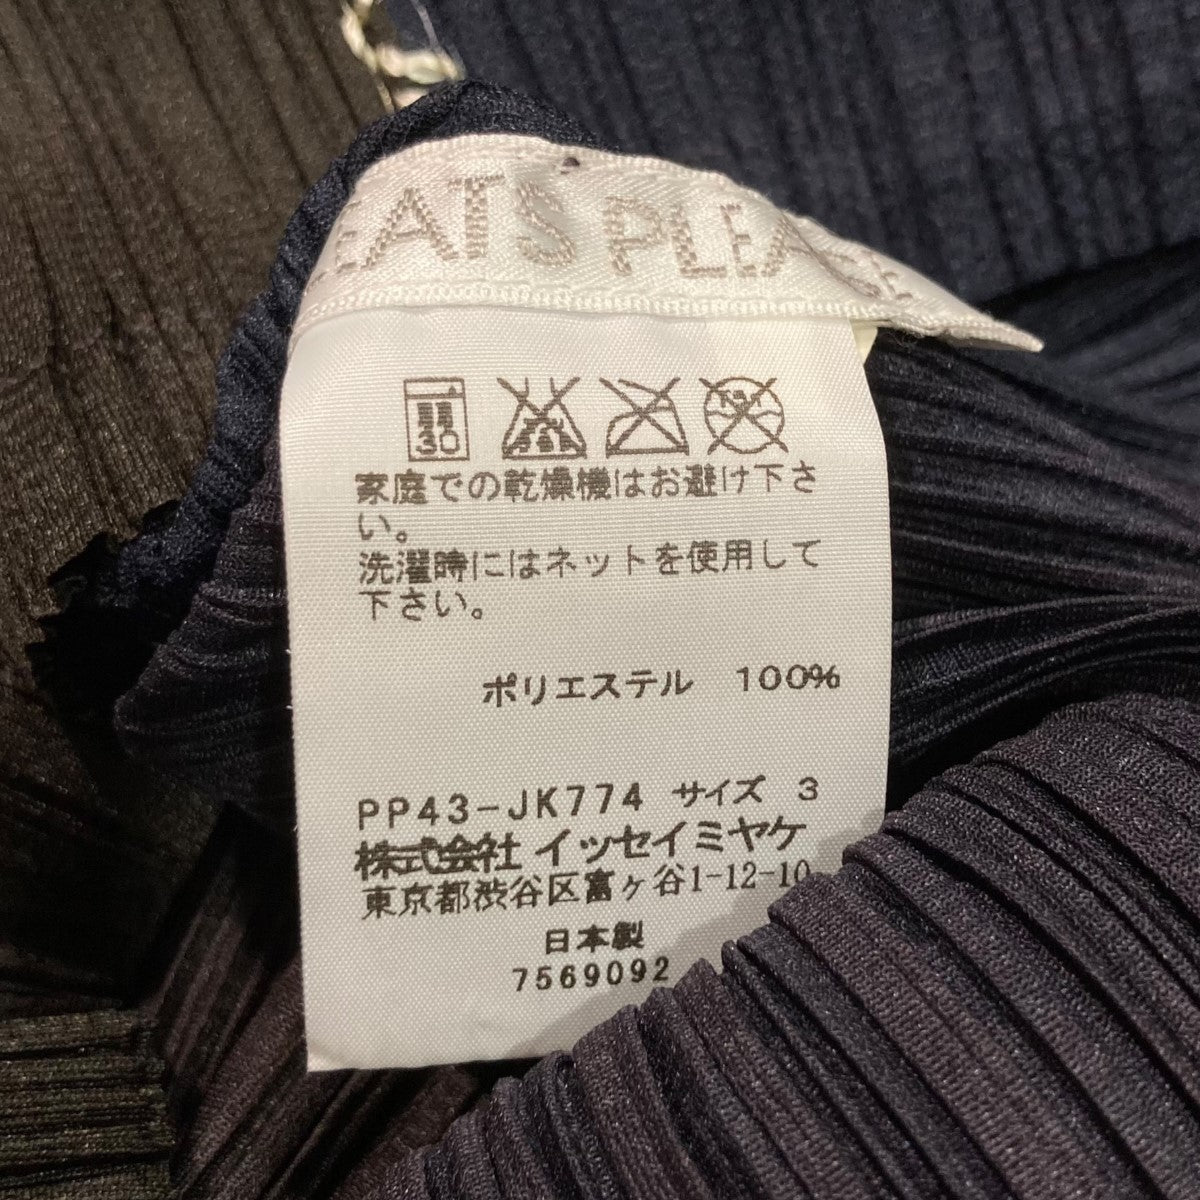 EATS PLEASE
30
家庭での乾燥機はお避け下さ
い。
洗濯時にはネットを使用して
下さい。
ポリエステル 100%
PP43-JK774 サイズ 3
株式会社 イッセイミヤケ
東京都渋谷区富ヶ谷1-12-10
日本製
7569092